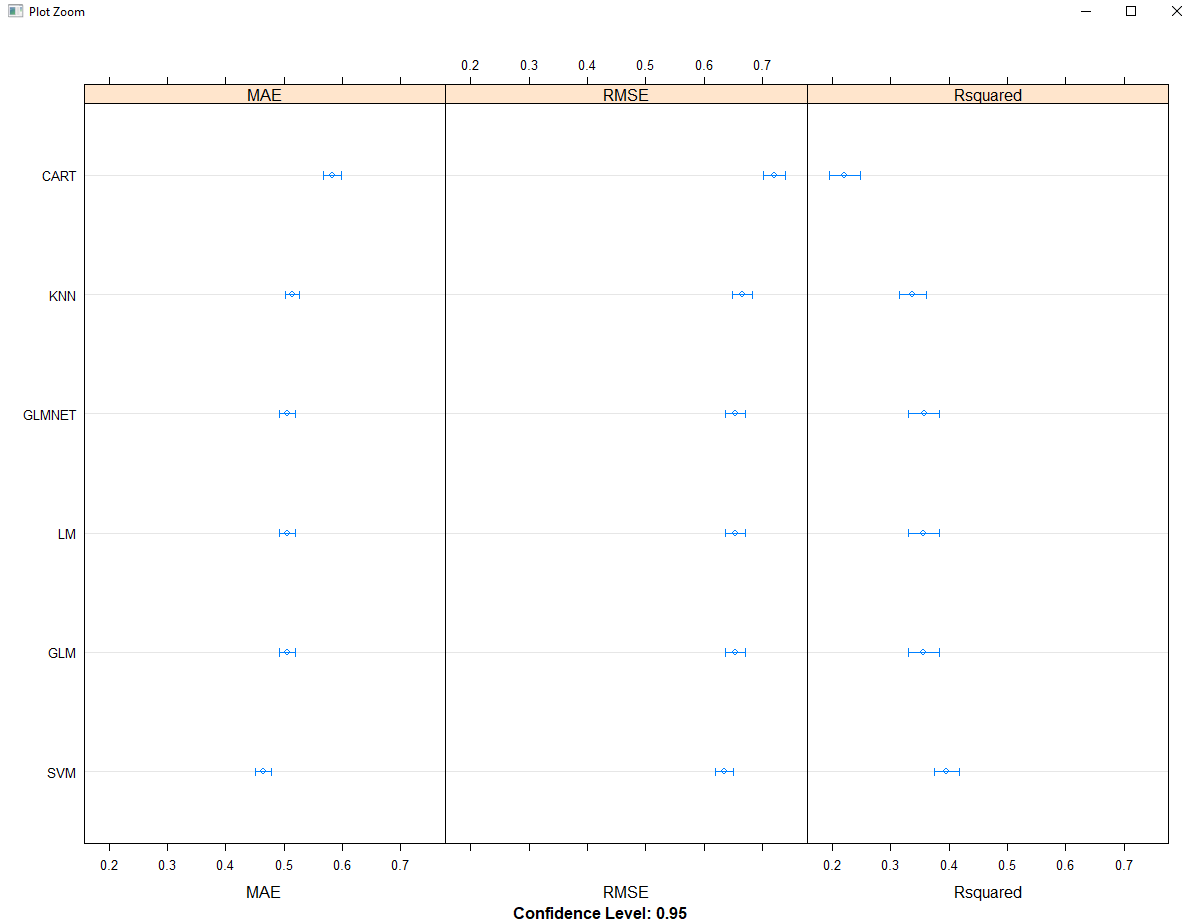 Plot Zoom
0.2 0.3 0.4 0.5 0.6 0.7
MAE RMSE Rsquared
CART
KNN
GLMNET
LM
GLM
SVM
0.2 0.3 0.4 0.5 0.6 0.7 0.2 0.3 0.4 0.5 0.6 0.7
MAE RMSE Rsquared
Confidence Level: 0.95